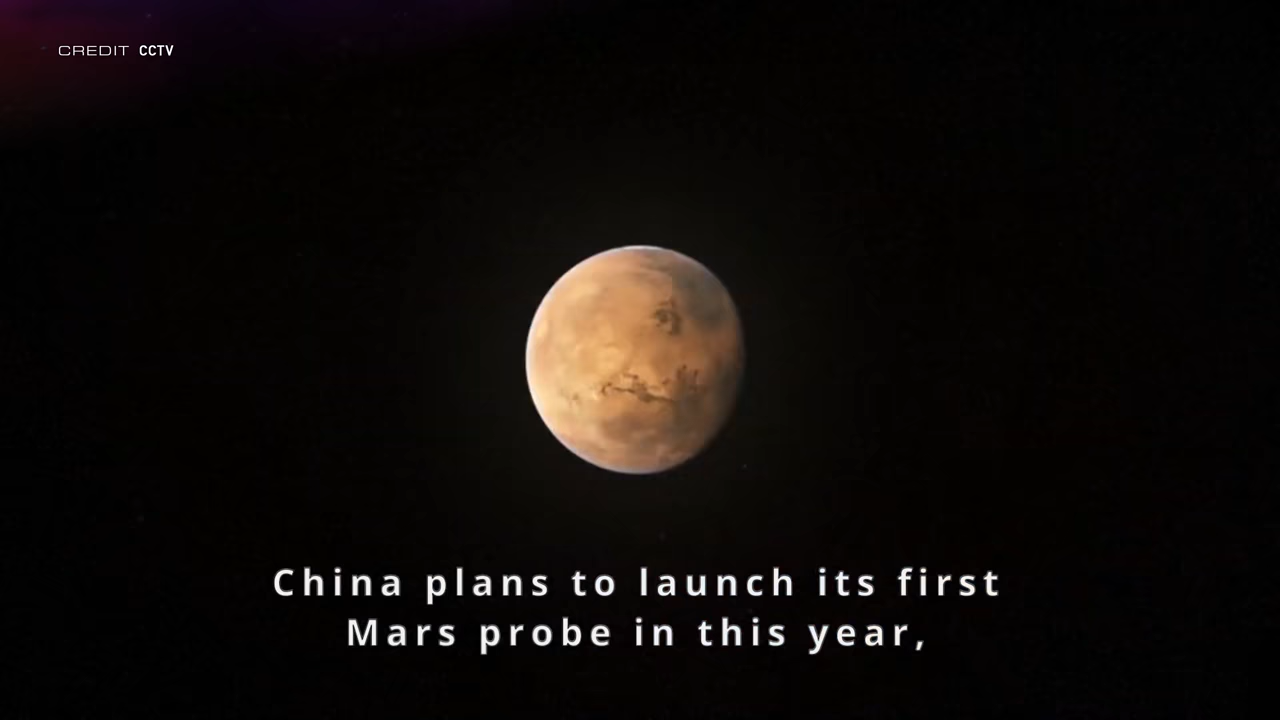 CREDIT CCTV
China plans to launch its first
Mars probe in this year,